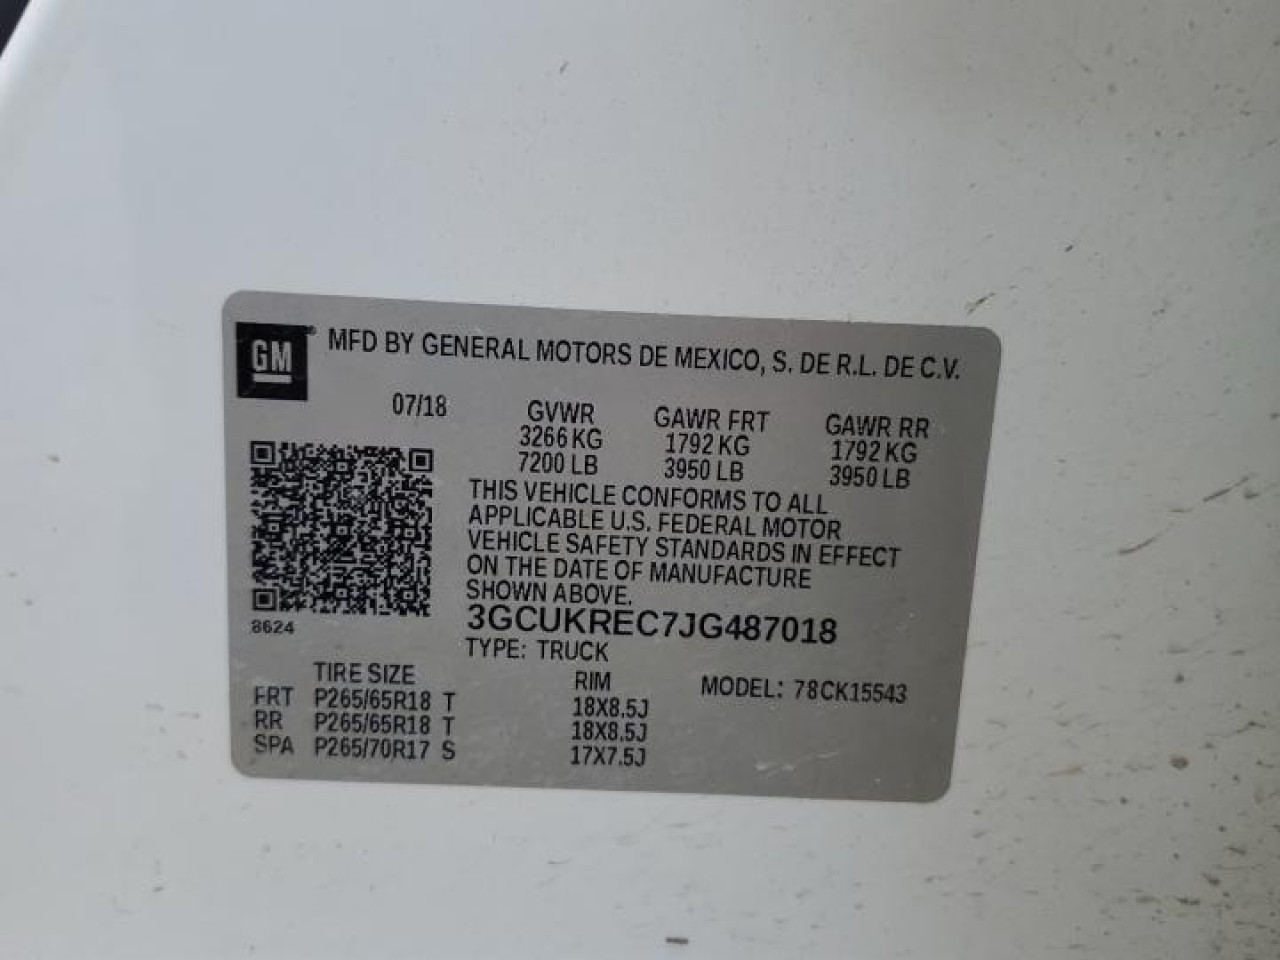 GM® MFD BY GENERAL MOTORS DE MEXICO, S. DE R.L. DE C.V.
07/18 GVWR GAWR FRT GAWR RR
3266 KG 1792 KG 1792 KG
7200 LB 3950 LB 3950 LB
THIS VEHICLE CONFORMS TO ALL
APPLICABLE U.S. FEDERAL MOTOR
VEHICLE SAFETY STANDARDS IN EFFECT
ON THE DATE OF MANUFACTURE
SHOWN ABOVE.
8624 3GCUKREC7JG487018
TYPE: TRUCK
TIRE SIZE RIM MODEL: 78CK15543
FRT P265/65R18 T 18X8.5J
RR P265/65R18 T 18X8.5J
SPA P265/70R17 S 17X7.5J